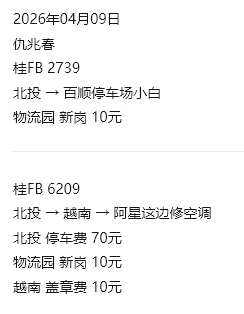 2026年04月09日
仇兆春
桂FB 2739
北投 → 百顺停车场小白
物流园 新岗 10元
桂FB 6209
北投 → 越南 → 阿星这边修空调
北投 停车费 70元
物流园 新岗 10元
越南 盖章费 10元